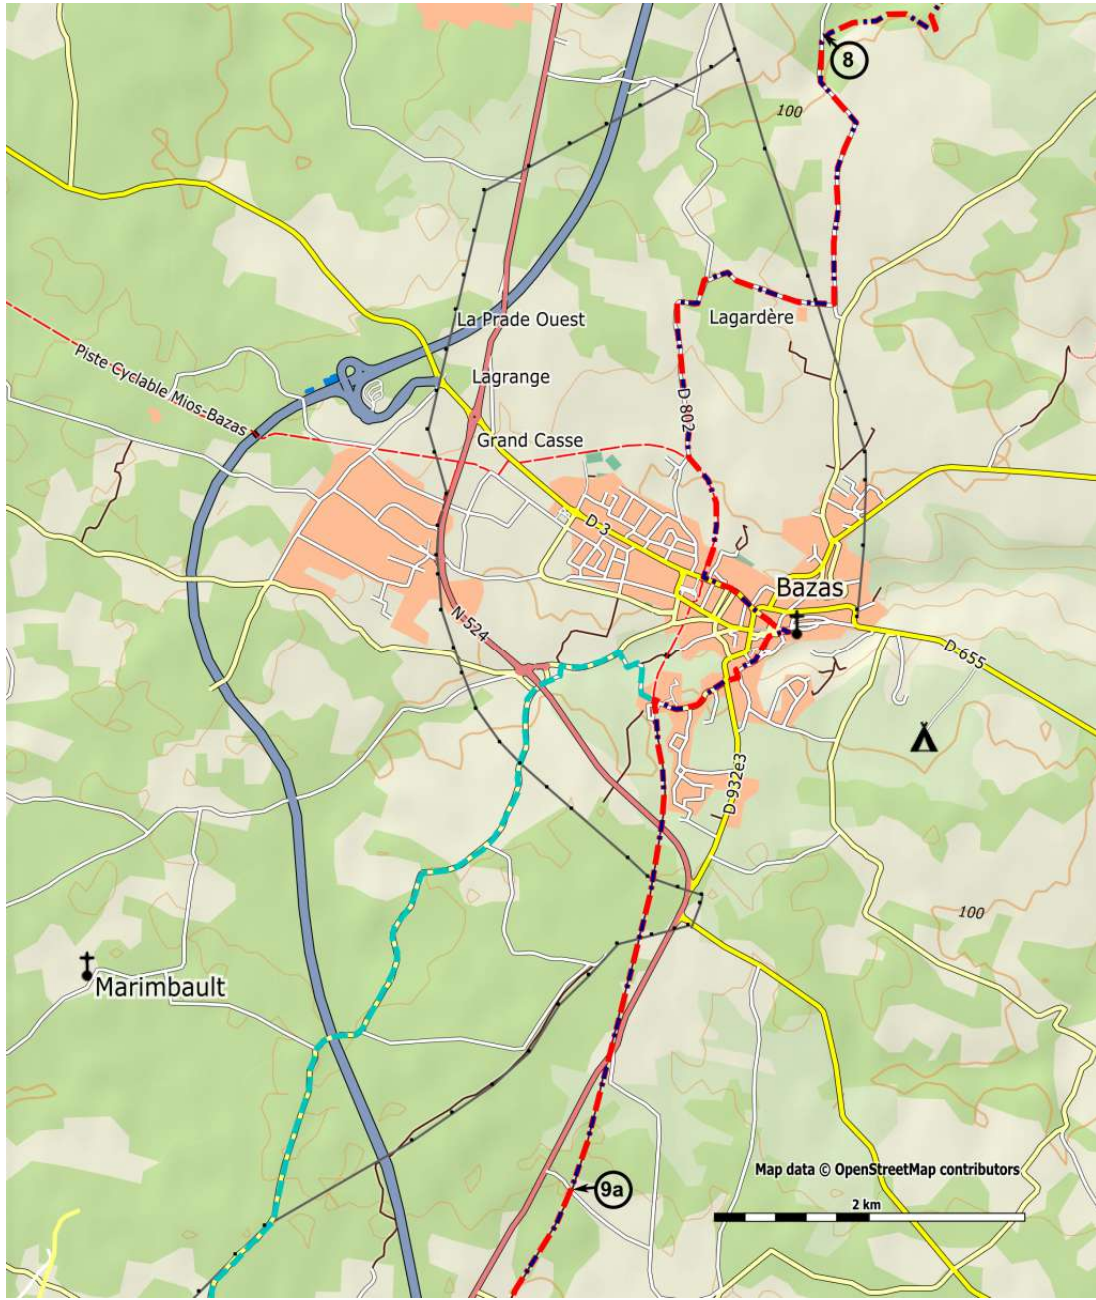 8
100
La Prade Ouest
Lagardère
Piste Cyclable Mios-Bazas
Lagrange
D 802
Grand Casse
D-3
Bazas
N-524
D-655
D-932e3
100
Marimbault
Map data © OpenStreetMap contributors
9a
2 km